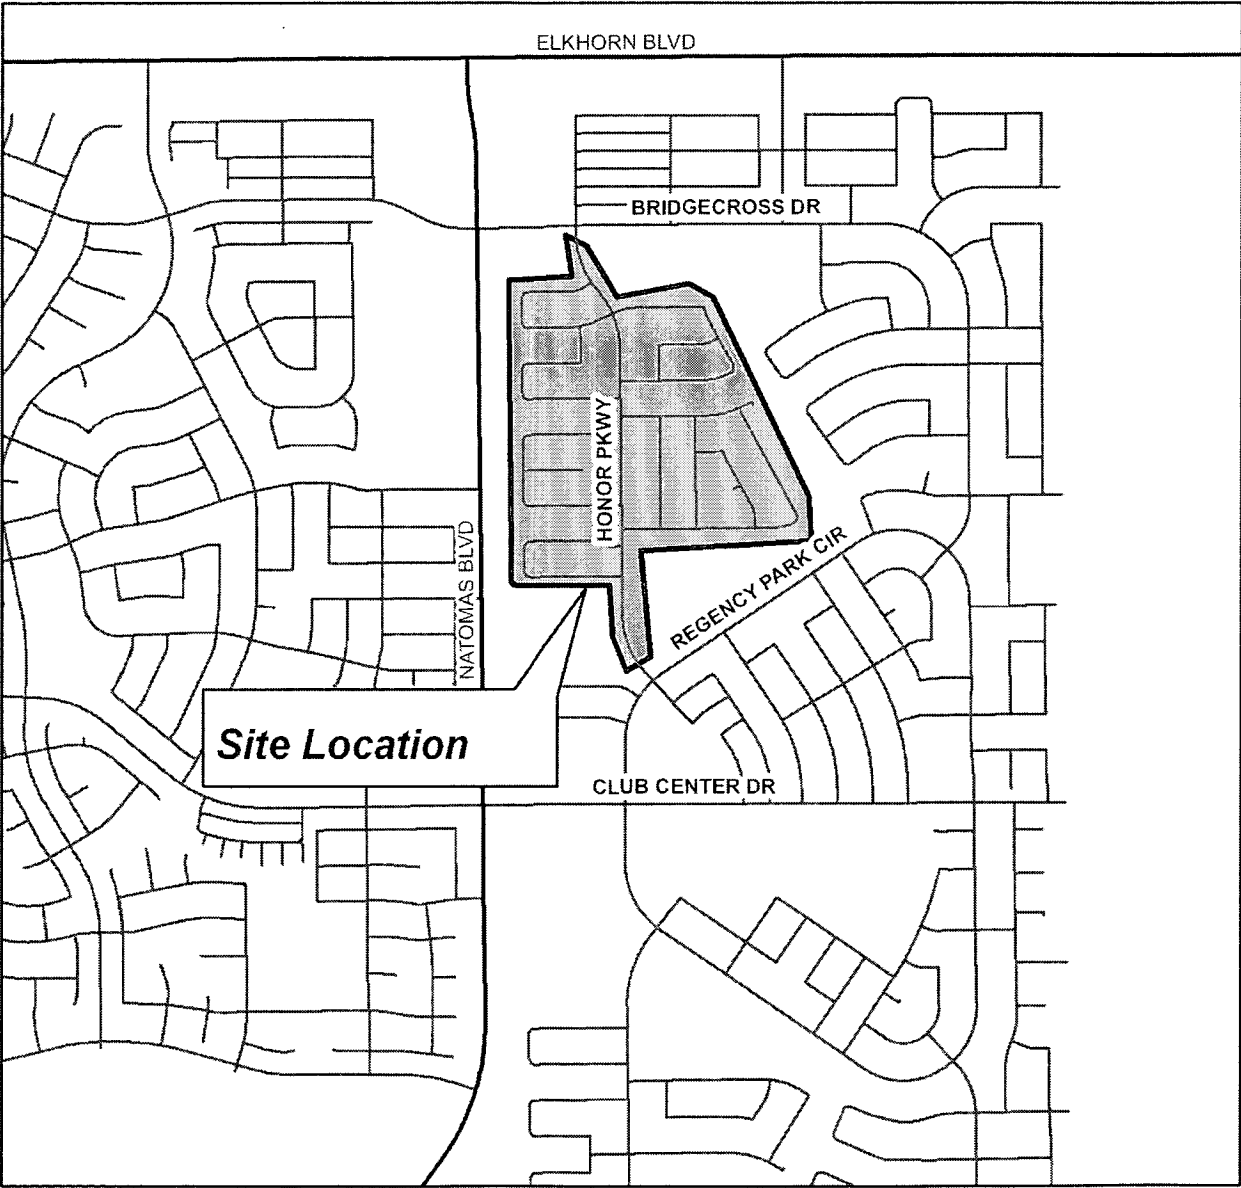 ELKHORN BLVD
BRIDGECROSS DR
HONOR PKWY
NATOMAS BLVD
REGENCY PARK CIR
Site Location
CLUB CENTER DR